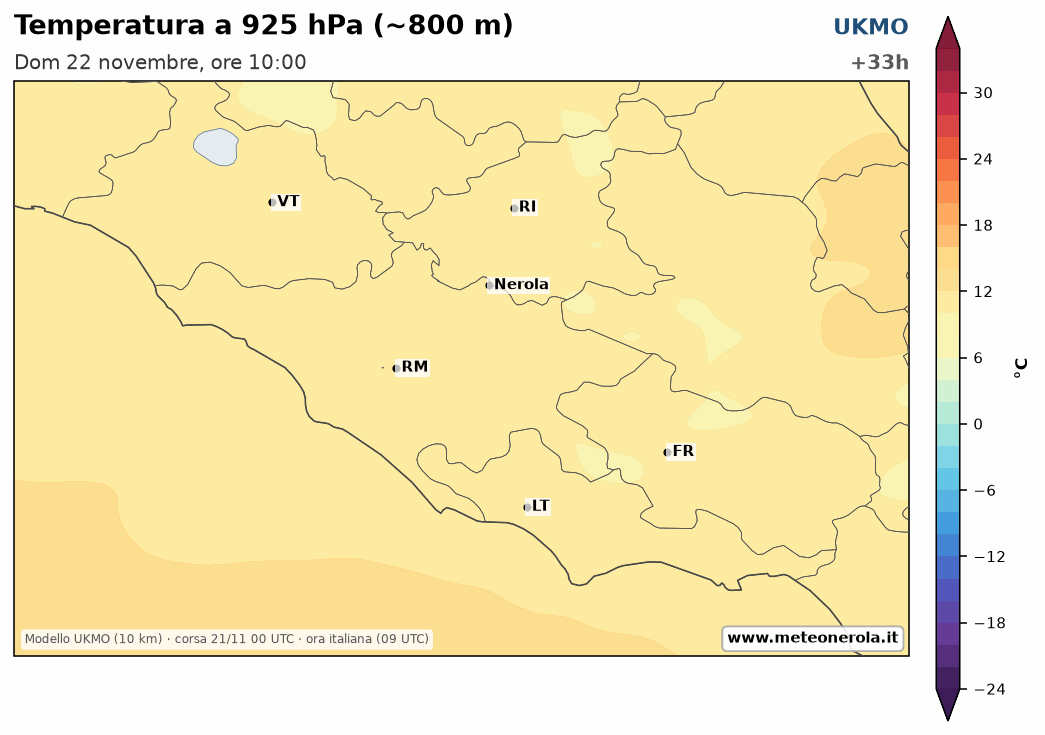 Temperatura a 925 hPa (~800 m)
UKMO
Dom 22 novembre, ore 10:00
+33h
VT
RI
Nerola
RM
FR
LT
Modello UKMO (10 km) · corsa 21/11 00 UTC · ora italiana (09 UTC)
www.meteonerola.it
30
24
18
12
6
0
−6
−12
−18
−24
°C